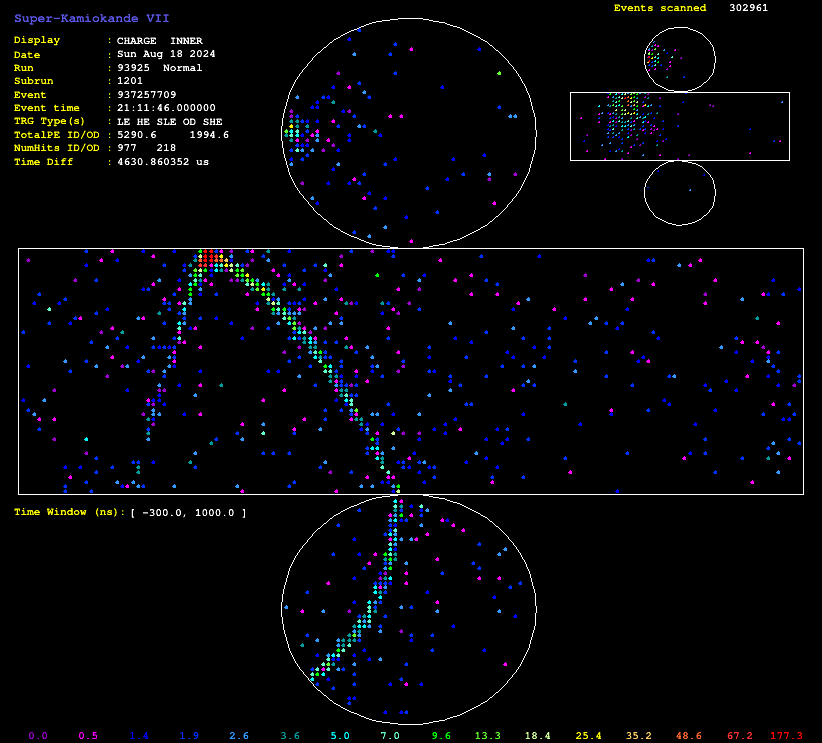 Super-Kamiokande VII
Events scanned 302961
Display : CHARGE INNER
Date : Sun Aug 18 2024
Run : 93925 Normal
Subrun : 1201
Event : 937257709
Event time : 21:11:46.000000
TRG Type(s) : LE HE SLE OD SHE
TotalPE ID/OD : 5290.6 1994.6
NumHits ID/OD : 977 218
Time Diff : 4630.860352 us
Time Window (ns): [ -300.0, 1000.0 ]
0.0 0.5 1.4 1.9 2.6 3.6 5.0 7.0 9.6 13.3 18.4 25.4 35.2 48.6 67.2 177.3